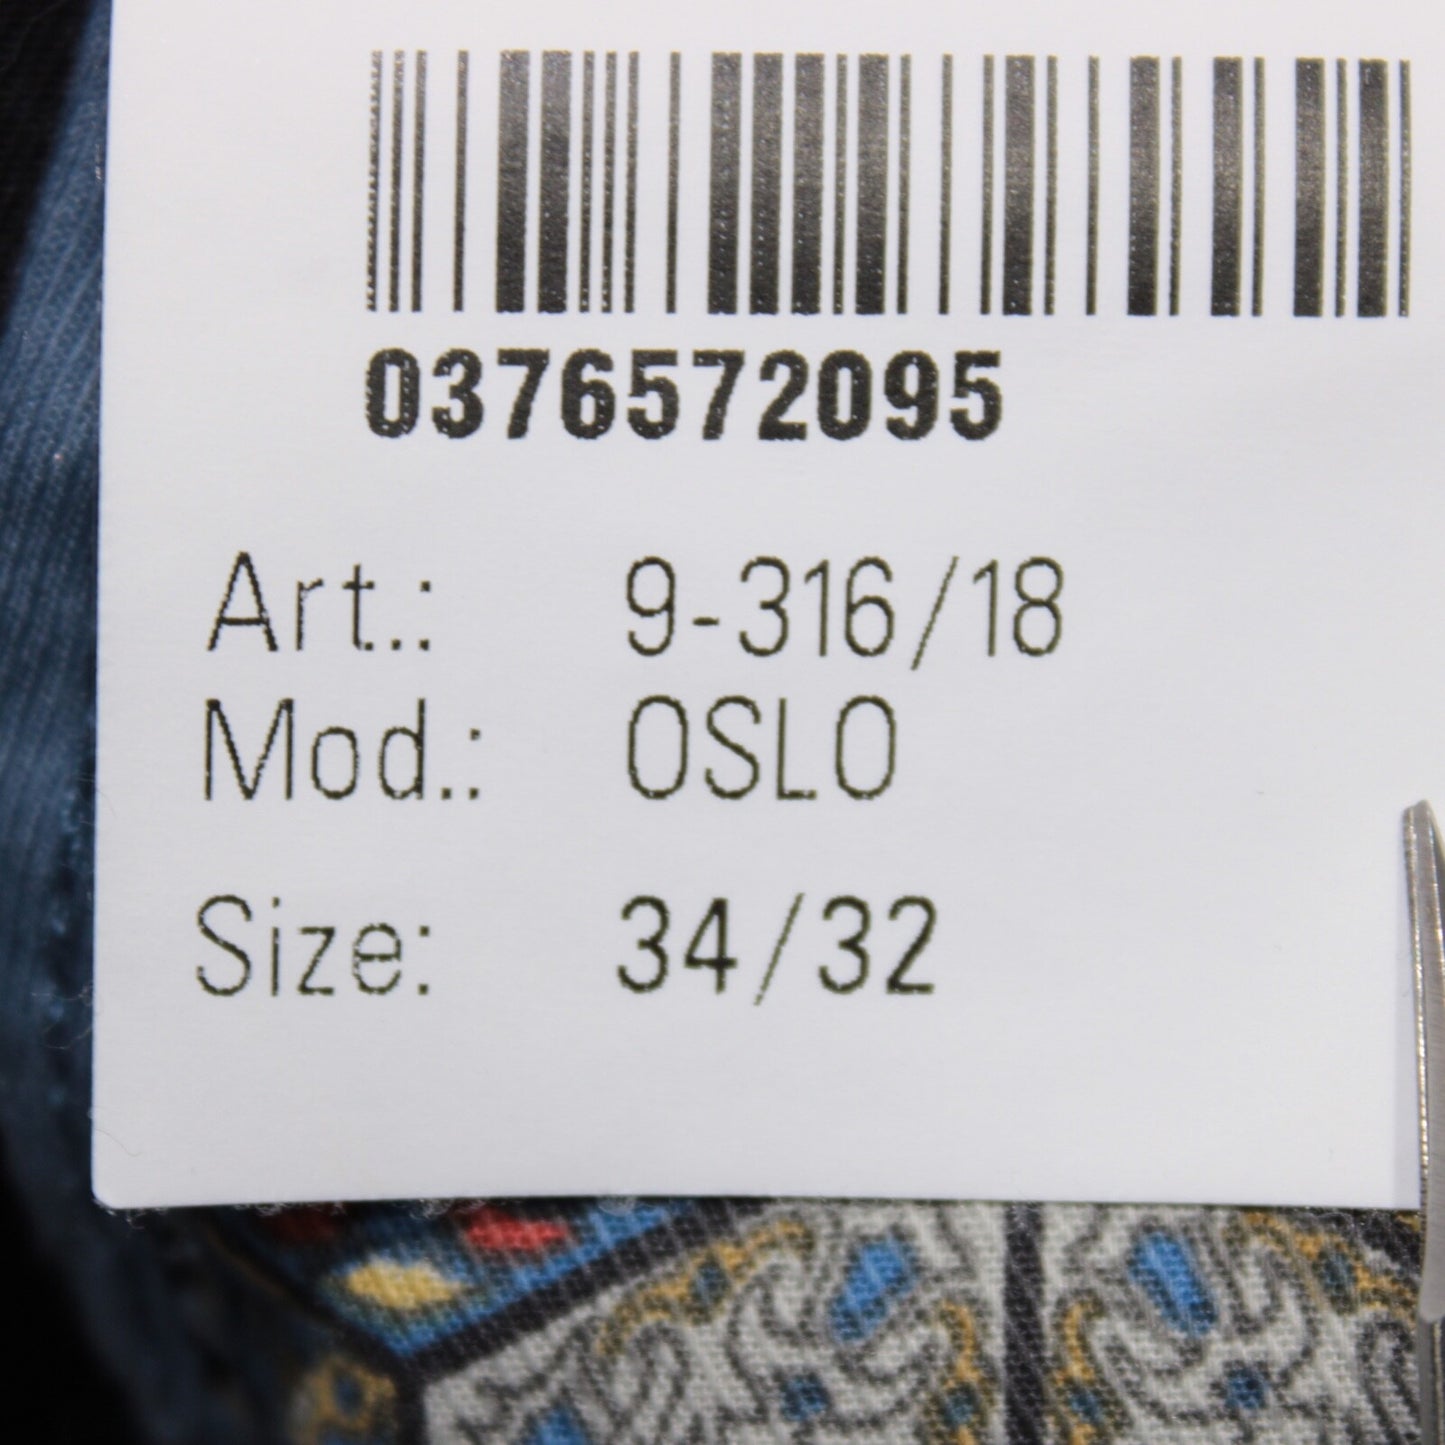 0376572095
Art.: 9-316/18
Mod.: OSLO
Size: 34/32